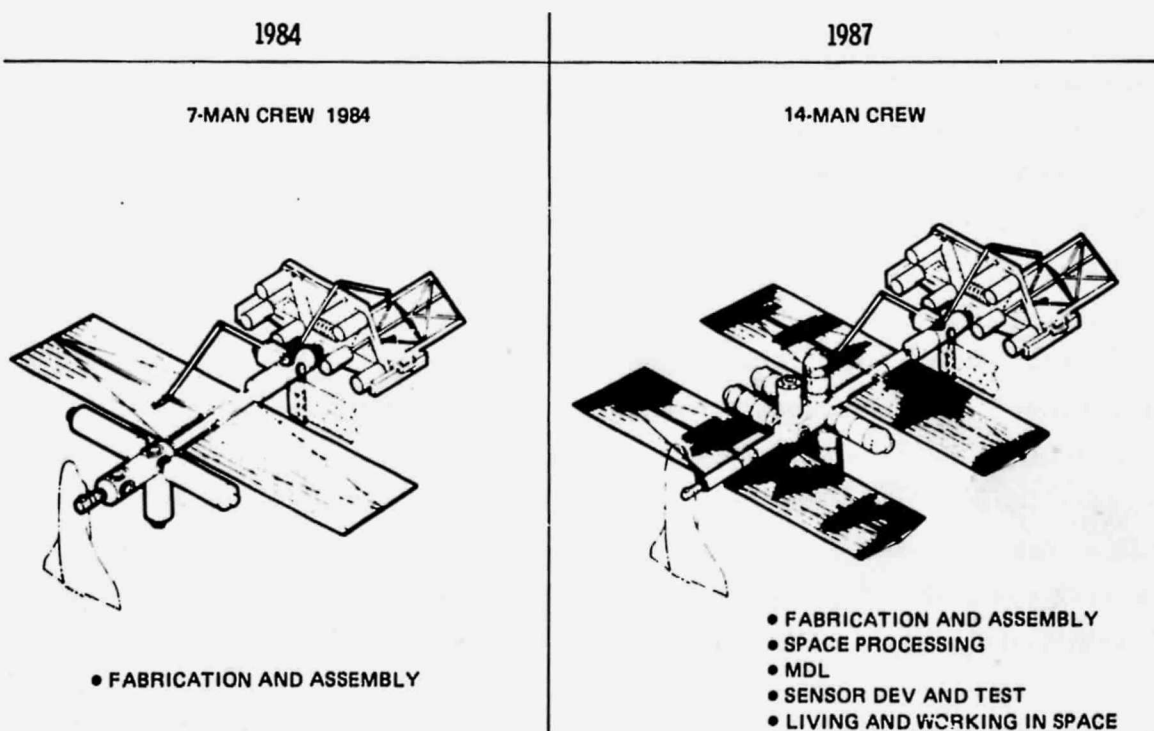 1984
7-MAN CREW 1984
• FABRICATION AND ASSEMBLY
1987
14-MAN CREW
• FABRICATION AND ASSEMBLY
• SPACE PROCESSING
• MDL
• SENSOR DEV AND TEST
• LIVING AND WORKING IN SPACE